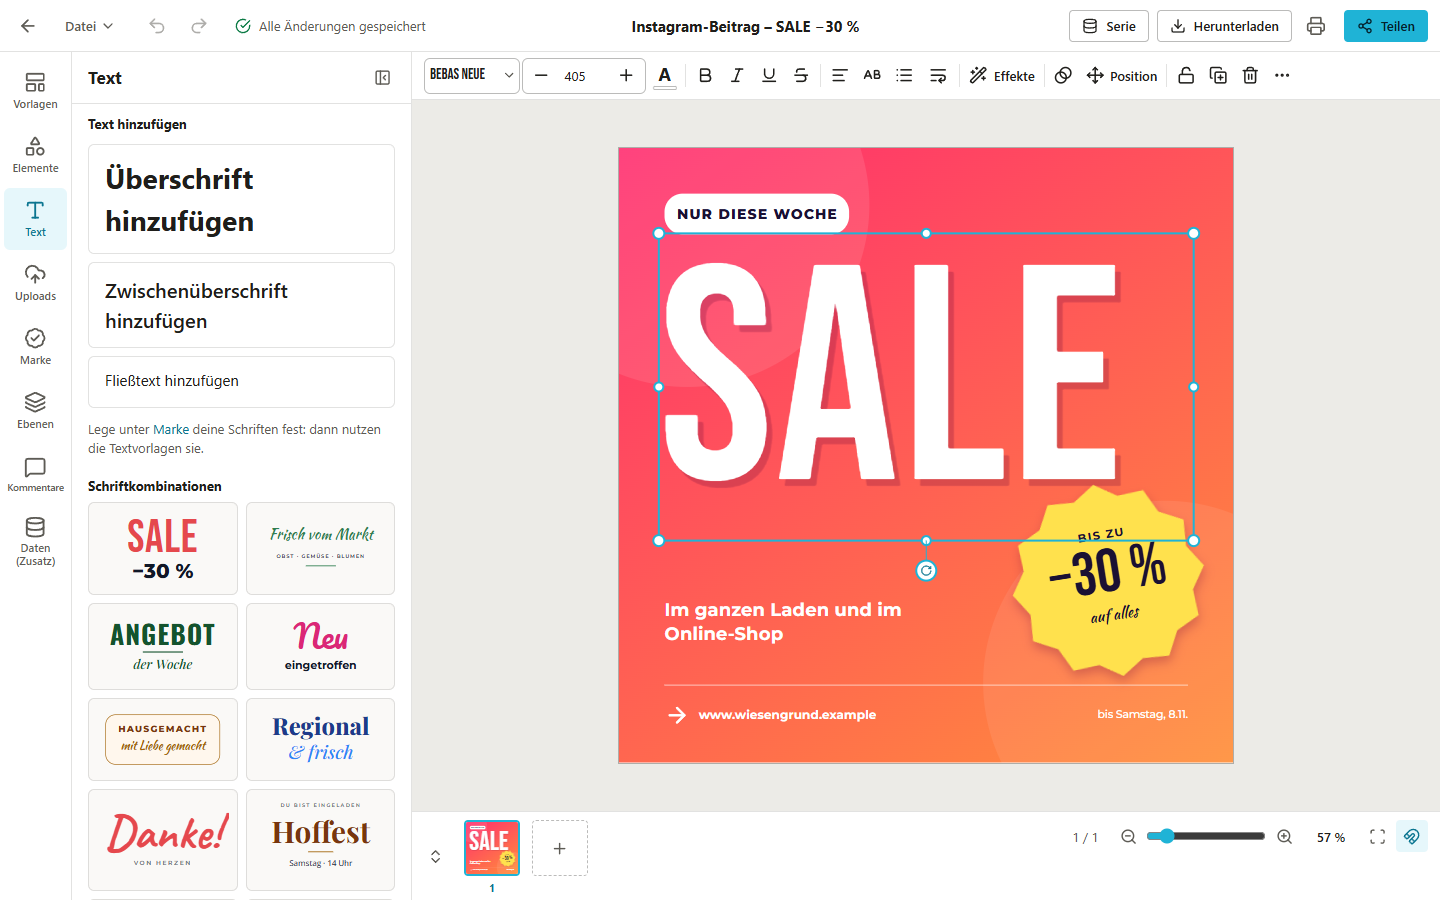 Datei
Alle Änderungen gespeichert
Instagram-Beitrag – SALE −30 %
Serie
Herunterladen
Teilen
Vorlagen
Elemente
Text
Uploads
Marke
Ebenen
Kommentare
Daten
(Zusatz)
Text
Text hinzufügen
Überschrift
hinzufügen
Zwischenüberschrift
hinzufügen
Fließtext hinzufügen
Lege unter Marke deine Schriften fest: dann nutzen
die Textvorlagen sie.
Schriftkombinationen
SALE
−30 %
Frisch vom Markt
OBST · GEMÜSE · BLUMEN
ANGEBOT
der Woche
Neu
eingetroffen
HAUSGEMACHT
mit Liebe gemacht
Regional
& frisch
Danke!
VON HERZEN
DU BIST EINGELADEN
Hoffest
Samstag · 14 Uhr
BEBAS NEUE
405
A
B
I
U
S
AB
Effekte
Position
NUR DIESE WOCHE
SALE
BIS ZU
−30 %
auf alles
Im ganzen Laden und im
Online-Shop
www.wiesengrund.example
bis Samstag, 8.11.
SALE
1
1 / 1
57 %